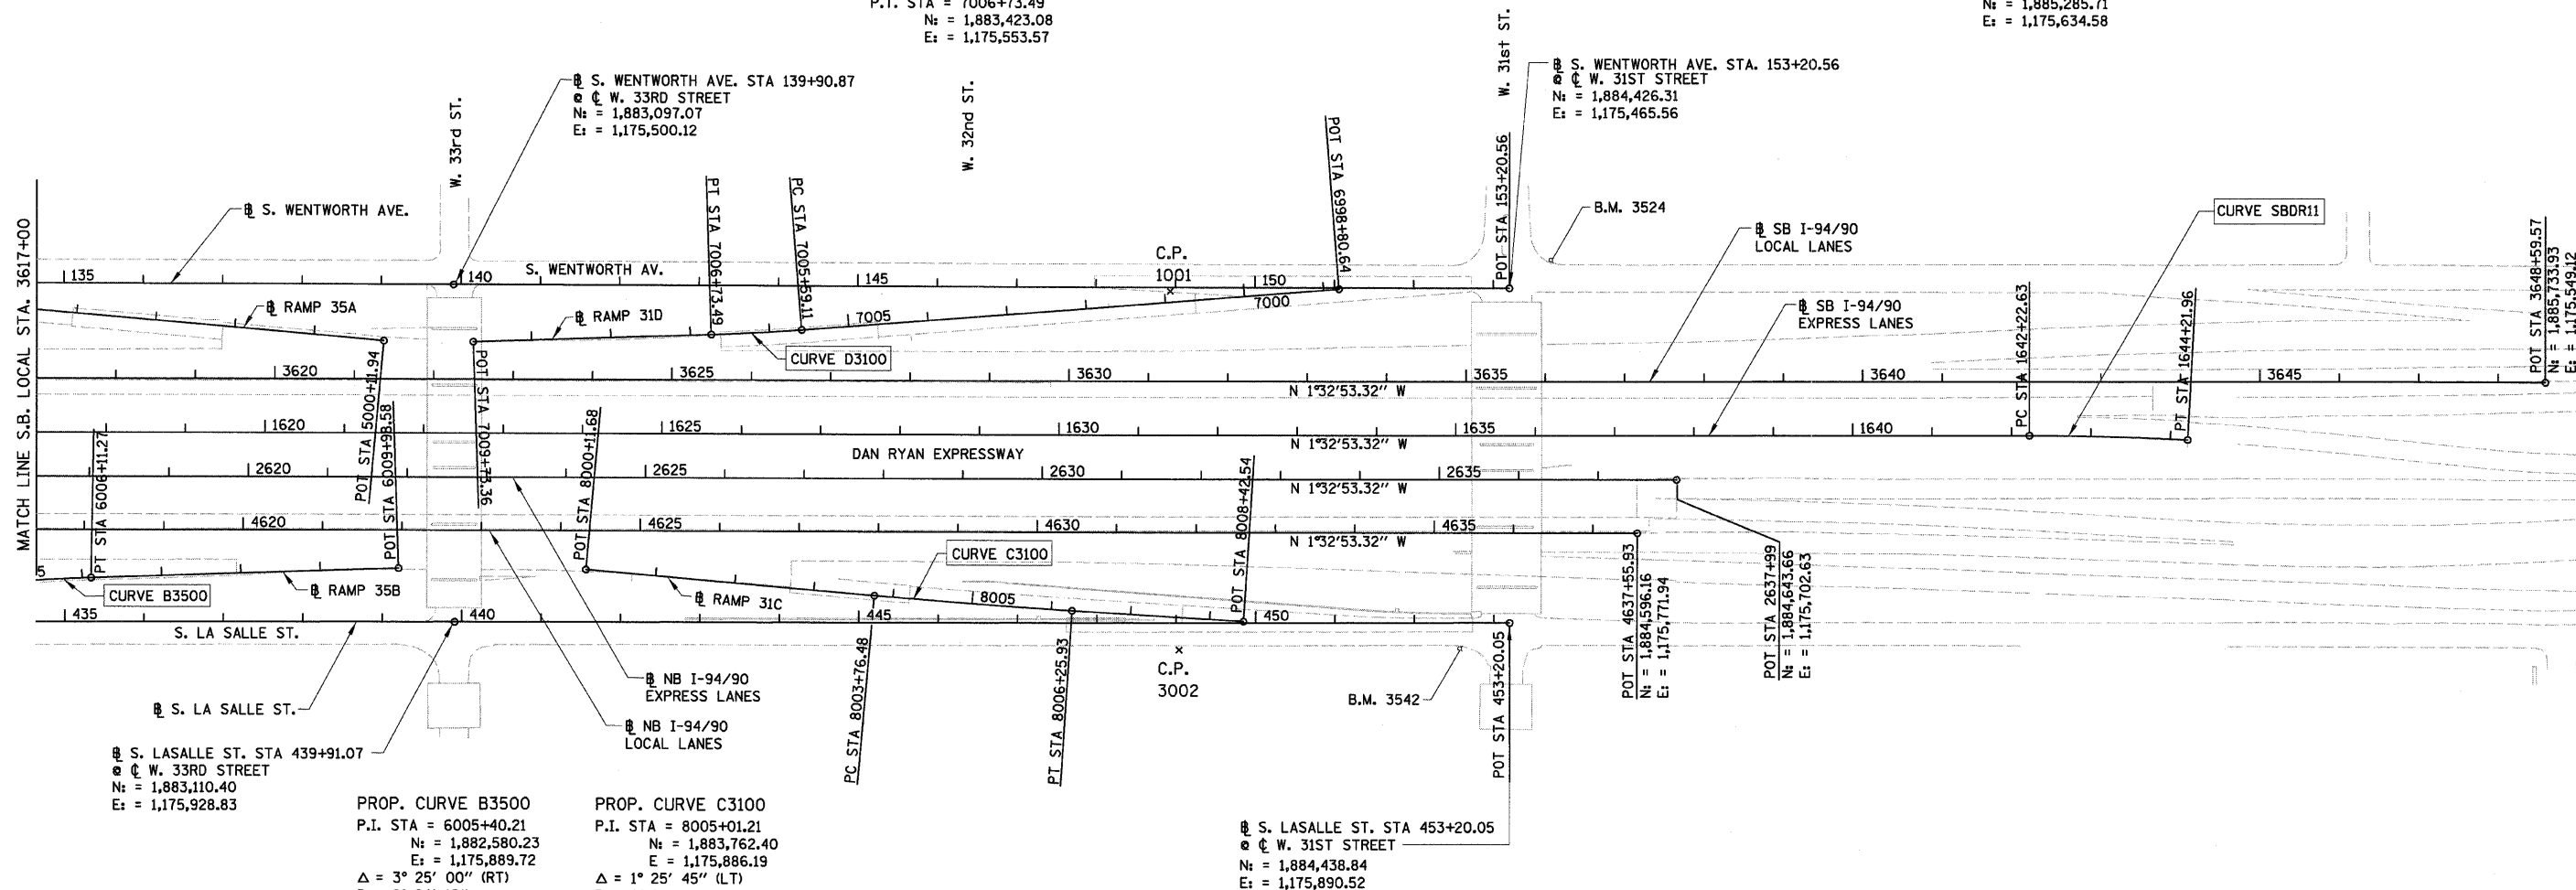 P.I. STA = 7006+73.49
N: = 1,883,423.08
E: = 1,175,553.57
N: = 1,885,285.71
E: = 1,175,634.58
℄ S. WENTWORTH AVE. STA 139+90.87
@ ℄ W. 33RD STREET
N: = 1,883,097.07
E: = 1,175,500.12
W. 33rd ST.
W. 32nd ST.
W. 31st ST.
℄ S. WENTWORTH AVE. STA. 153+20.56
@ ℄ W. 31ST STREET
N: = 1,884,426.31
E: = 1,175,465.56
MATCH LINE S.B. LOCAL STA. 3617+00
℄ S. WENTWORTH AVE.
PT STA 7006+73.49
PC STA 7005+59.11
POT STA 6998+80.64
POT STA 153+20.56
B.M. 3524
℄ SB I-94/90
LOCAL LANES
CURVE SBDR11
POT STA 3648+59.57
N: = 1,885,733.93
E: = 1,175,549.12
135
140
S. WENTWORTH AV.
145
C.P.
1001
150
7000
7005
℄ RAMP 35A
℄ RAMP 31D
CURVE D3100
℄ SB I-94/90
EXPRESS LANES
PC STA 1642+22.63
PT STA 1644+21.96
3620
3625
3630
3635
3640
3645
N 1°32'53.32" W
POT STA 5000+11.94
POT STA 6009+98.58
POT STA 7009+73.36
POT STA 8000+11.68
1620
1625
1630
1635
1640
N 1°32'53.32" W
DAN RYAN EXPRESSWAY
PT STA 6006+11.27
2620
2625
2630
2635
N 1°32'53.32" W
POT STA 8008+42.54
4620
4625
4630
4635
N 1°32'53.32" W
5
CURVE B3500
℄ RAMP 35B
℄ RAMP 31C
CURVE C3100
8005
POT STA 4637+55.93
N: = 1,884,596.16
E: = 1,175,771.94
POT STA 2637+99
N: = 1,884,643.66
E: = 1,175,702.63
435
440
445
450
S. LA SALLE ST.
PC STA 8003+76.48
PT STA 8006+25.93
C.P.
3002
B.M. 3542
POT STA 453+20.05
℄ NB I-94/90
EXPRESS LANES
℄ S. LA SALLE ST.
℄ NB I-94/90
LOCAL LANES
℄ S. LASALLE ST. STA 439+91.07
@ ℄ W. 33RD STREET
N: = 1,883,110.40
E: = 1,175,928.83
PROP. CURVE B3500
P.I. STA = 6005+40.21
N: = 1,882,580.23
E: = 1,175,889.72
Δ = 3° 25' 00" (RT)
PROP. CURVE C3100
P.I. STA = 8005+01.21
N: = 1,883,762.40
E = 1,175,886.19
Δ = 1° 25' 45" (LT)
℄ S. LASALLE ST. STA 453+20.05
@ ℄ W. 31ST STREET
N: = 1,884,438.84
E: = 1,175,890.52